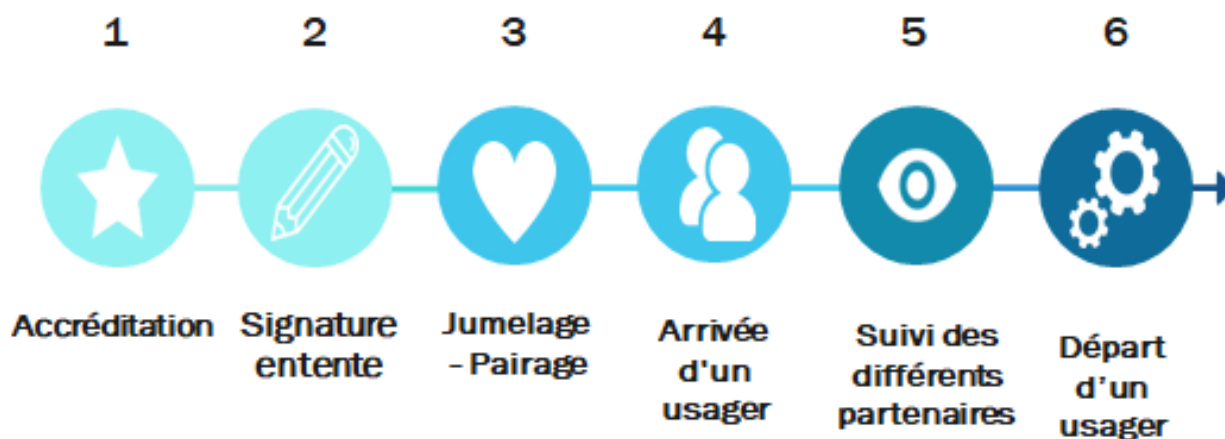 1
2
3
4
5
6
Accréditation
Signature
entente
Jumelage
- Pairage
Arrivée
d'un
usager
Suivi des
différents
partenaires
Départ
d’un
usager